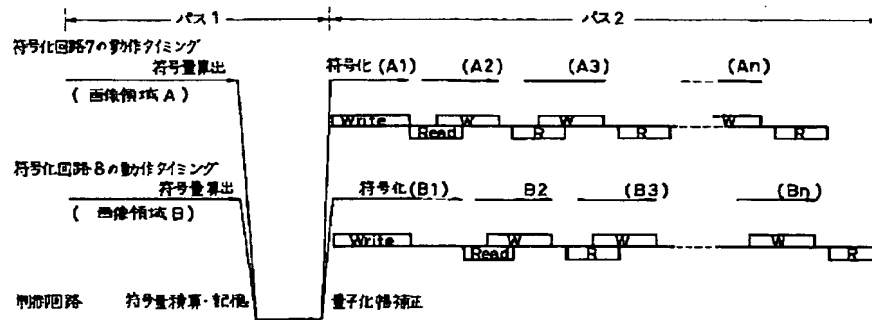 パス1 パス2
符号化回路7の動作タイミング
符号量算出 符号化(A1) (A2) (A3) (An)
(画像領域A)
Write W W W
Read R R R
符号化回路8の動作タイミング
符号量算出 符号化(B1) B2 (B3) (Bn)
(画像領域B)
Write W W W
Read R R
制御回路 符号量積算・記憶 量子化幅補正